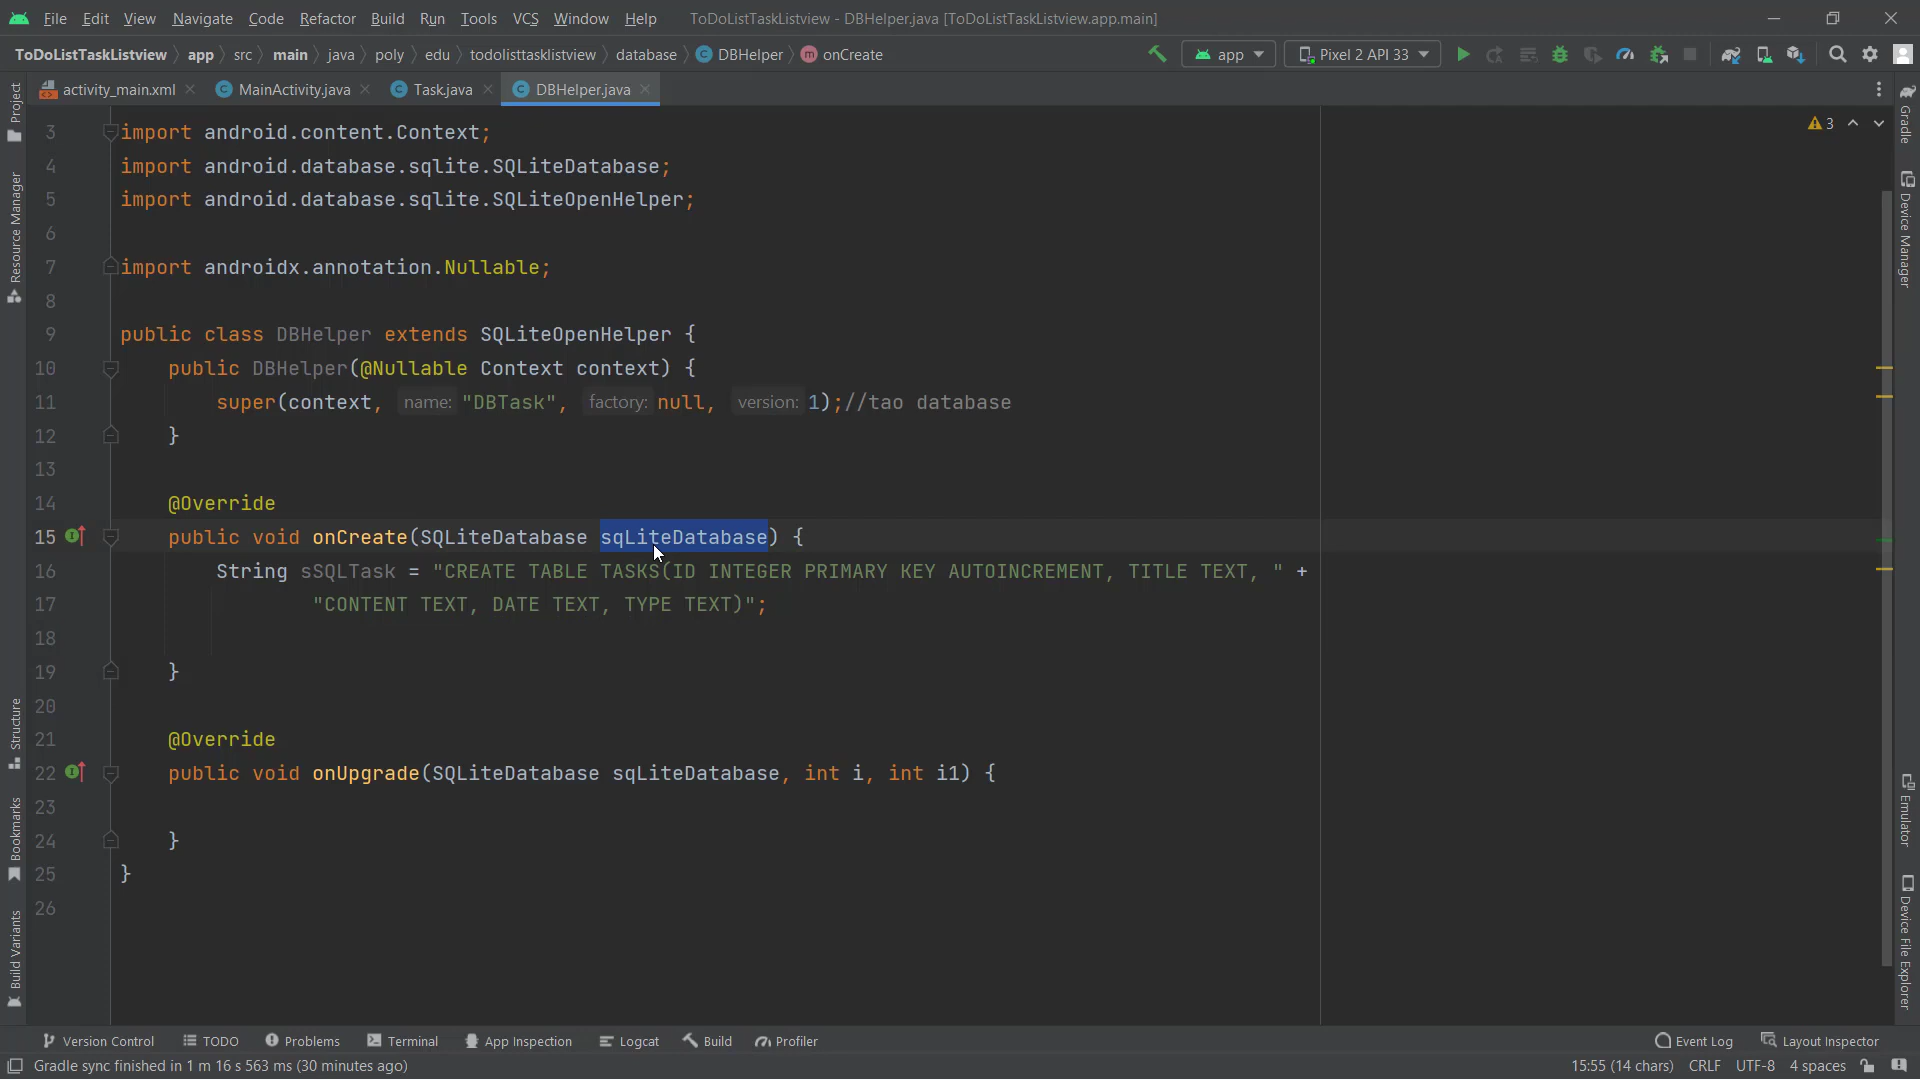 File Edit View Navigate Code Refactor Build Run Tools VCS Window Help ToDoListTaskListview - DBHelper.java [ToDoListTaskListview.app.main]
ToDoListTaskListview app src main java poly edu todolisttasklistview database DBHelper onCreate app Pixel 2 API 33
activity_main.xml MainActivity.java Task.java DBHelper.java
3 import android.content.Context;
4 import android.database.sqlite.SQLiteDatabase;
5 import android.database.sqlite.SQLiteOpenHelper;
6
7 import androidx.annotation.Nullable;
8
9 public class DBHelper extends SQLiteOpenHelper {
10 public DBHelper(@Nullable Context context) {
11 super(context, name: "DBTask", factory: null, version: 1);//tao database
12 }
13
14 @Override
15 public void onCreate(SQLiteDatabase sqLiteDatabase) {
16 String sSQLTask = "CREATE TABLE TASKS(ID INTEGER PRIMARY KEY AUTOINCREMENT, TITLE TEXT, " +
17 "CONTENT TEXT, DATE TEXT, TYPE TEXT)";
18
19 }
20
21 @Override
22 public void onUpgrade(SQLiteDatabase sqLiteDatabase, int i, int i1) {
23
24 }
25 }
26
3
Project
Resource Manager
Structure
Bookmarks
Build Variants
Gradle
Device Manager
Emulator
Device File Explorer
Version Control TODO Problems Terminal App Inspection Logcat Build Profiler Event Log Layout Inspector
Gradle sync finished in 1 m 16 s 563 ms (30 minutes ago) 15:55 (14 chars) CRLF UTF-8 4 spaces